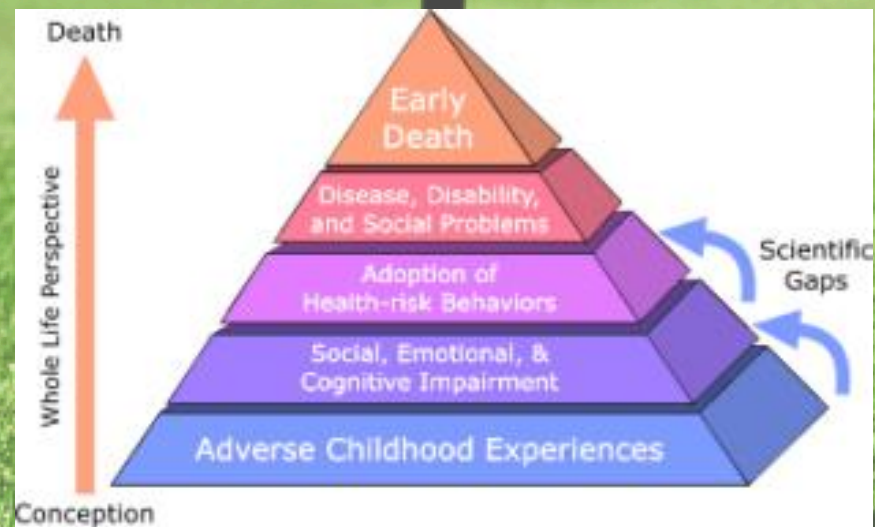 Death
Early
Death
Disease, Disability,
and Social Problems
Adoption of
Health-risk Behaviors
Social, Emotional, &
Cognitive Impairment
Adverse Childhood Experiences
Whole Life Perspective
Scientific
Gaps
Conception